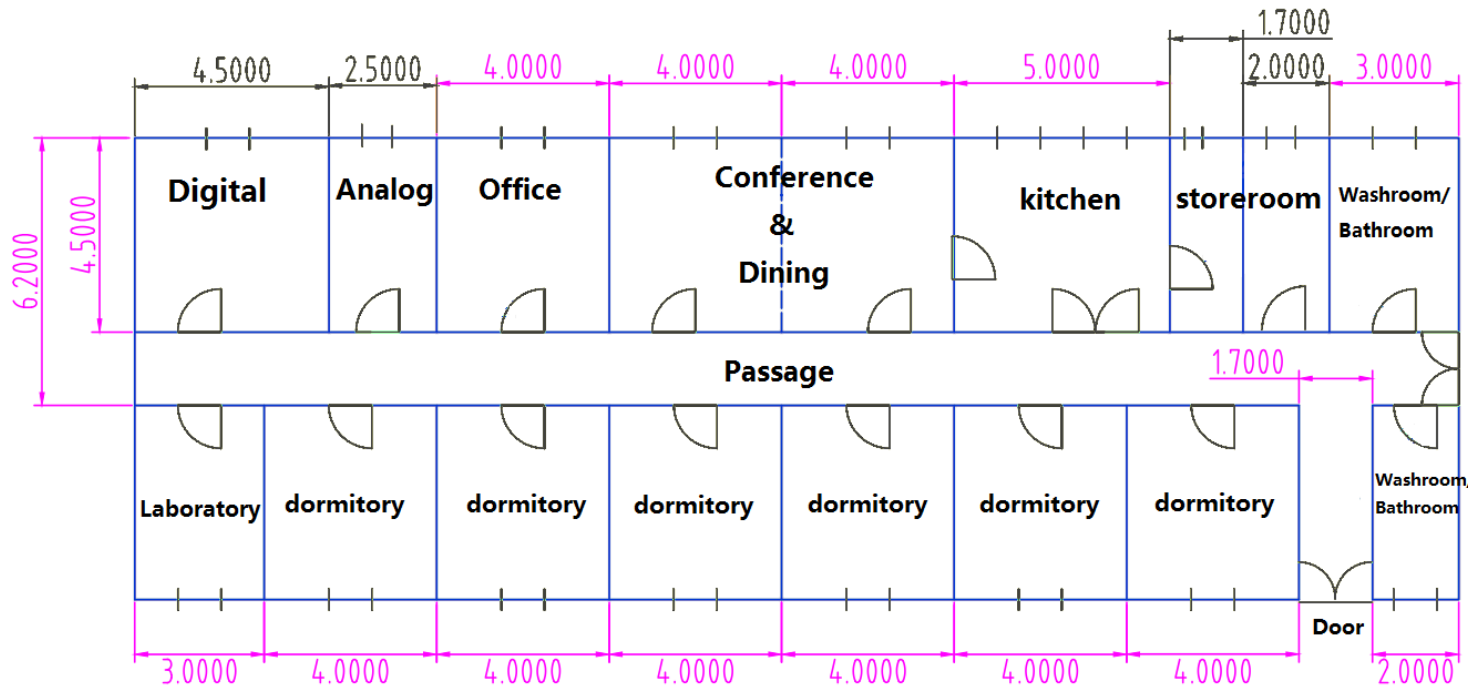 1.7000
4.5000 2.5000 4.0000 4.0000 4.0000 5.0000 2.0000 3.0000
6.2000
4.5000
Digital
Analog
Office
Conference
&
Dining
kitchen
storeroom
Washroom/
Bathroom
Passage
1.7000
Laboratory
dormitory
dormitory
dormitory
dormitory
dormitory
dormitory
Washroom/
Bathroom
Door
3.0000 4.0000 4.0000 4.0000 4.0000 4.0000 4.0000 2.0000